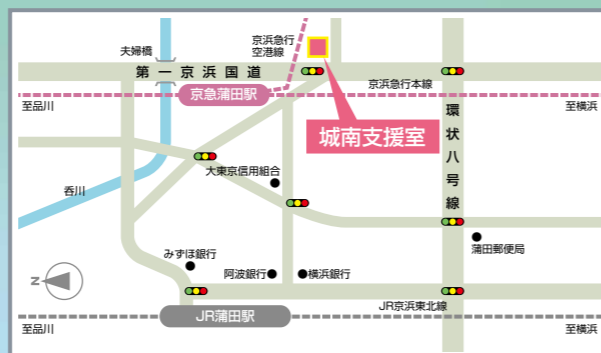 夫婦橋
京浜急行
空港線
第一京浜国道
京急蒲田駅
京浜急行本線
至品川
至横浜
城南支援室
環状八号線
大東京信用組合
呑川
蒲田郵便局
みずほ銀行
阿波銀行
横浜銀行
N
JR京浜東北線
JR蒲田駅
至品川
至横浜